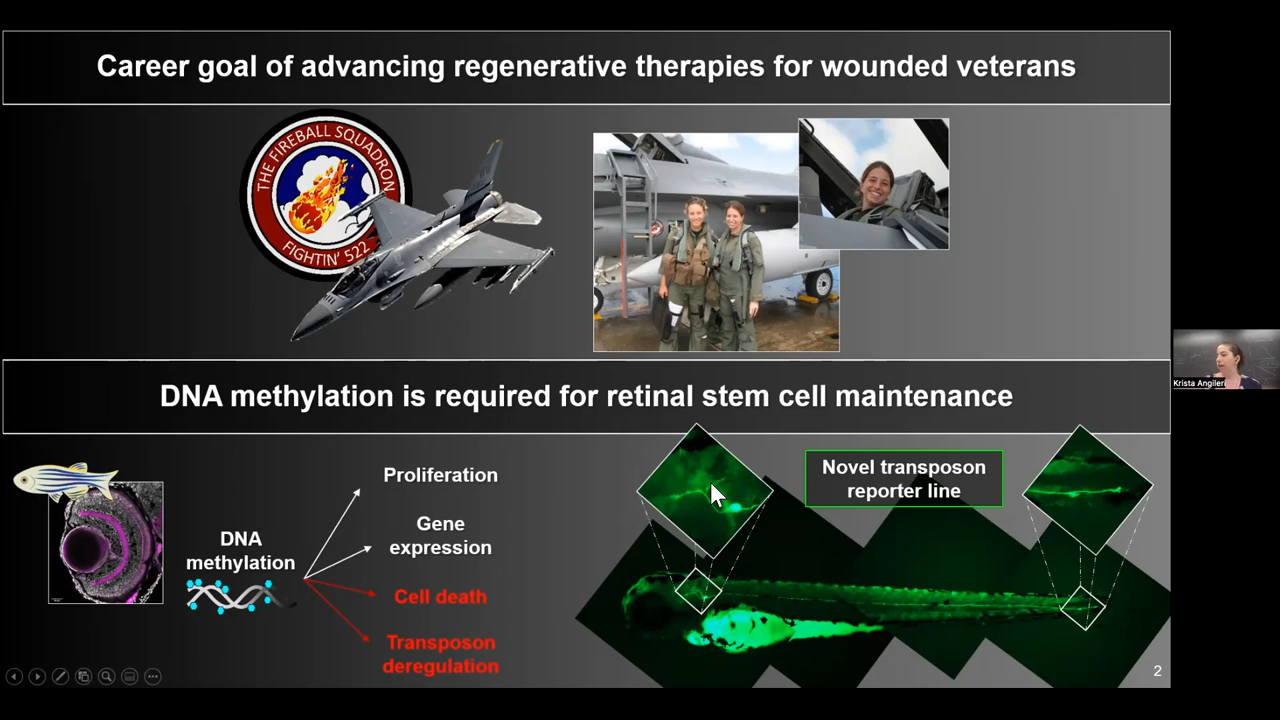 Career goal of advancing regenerative therapies for wounded veterans
THE FIREBALL SQUADRON
FIGHTIN' 522
Krista Angileri
DNA methylation is required for retinal stem cell maintenance
Proliferation
Gene
expression
DNA
methylation
Cell death
Transposon
deregulation
Novel transposon
reporter line
2